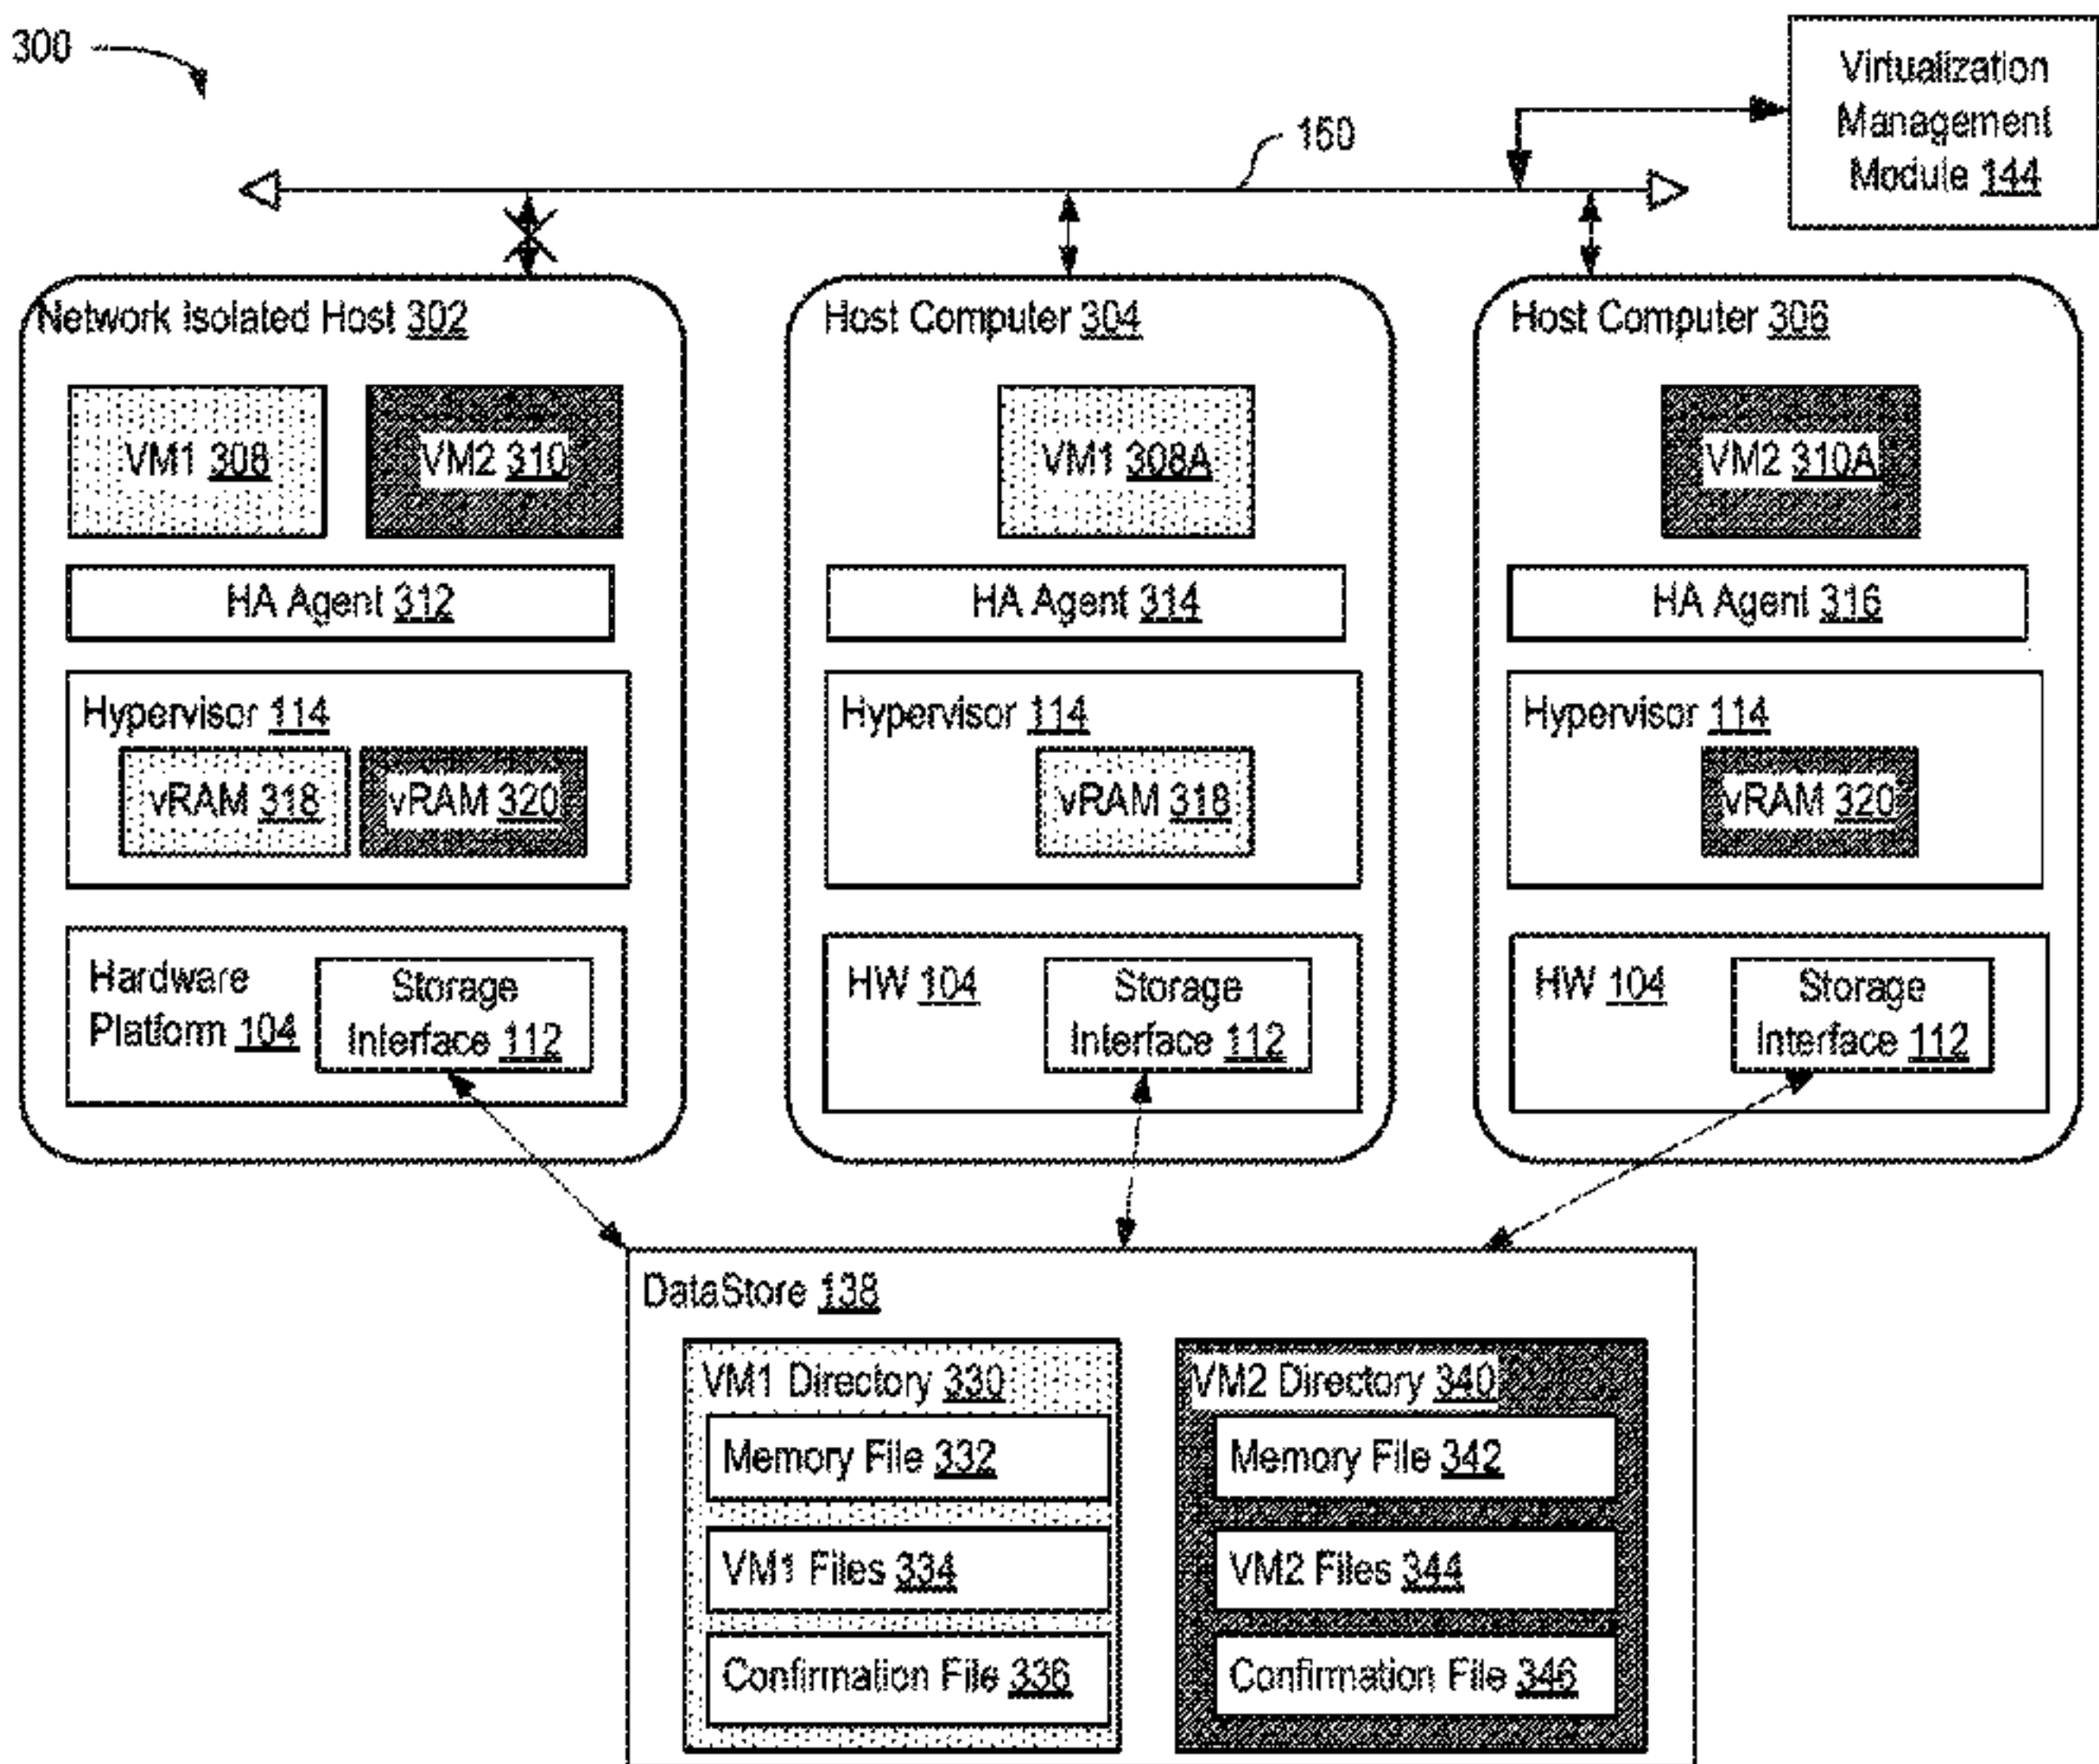 300
Virtualization
Management
Module 144
160
Network Isolated Host 302
VM1 308
VM2 310
HA Agent 312
Hypervisor 114
vRAM 318
vRAM 320
Hardware
Platform 104
Storage
Interface 112
Host Computer 304
VM1 308A
HA Agent 314
Hypervisor 114
vRAM 318
HW 104
Storage
Interface 112
Host Computer 306
VM2 310A
HA Agent 316
Hypervisor 114
vRAM 320
HW 104
Storage
Interface 112
DataStore 138
VM1 Directory 330
Memory File 332
VM1 Files 334
Confirmation File 336
VM2 Directory 340
Memory File 342
VM2 Files 344
Confirmation File 346